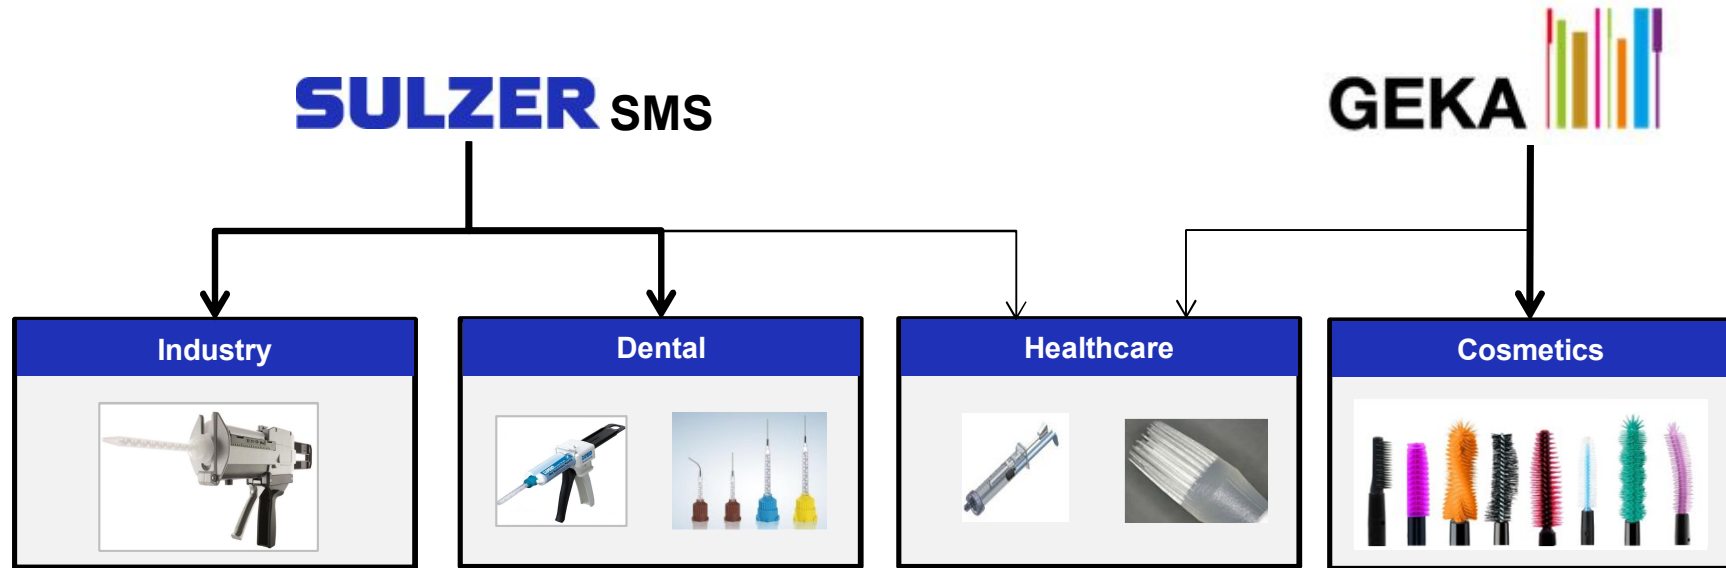 SULZER SMS
GEKA
Industry
Dental
Healthcare
Cosmetics